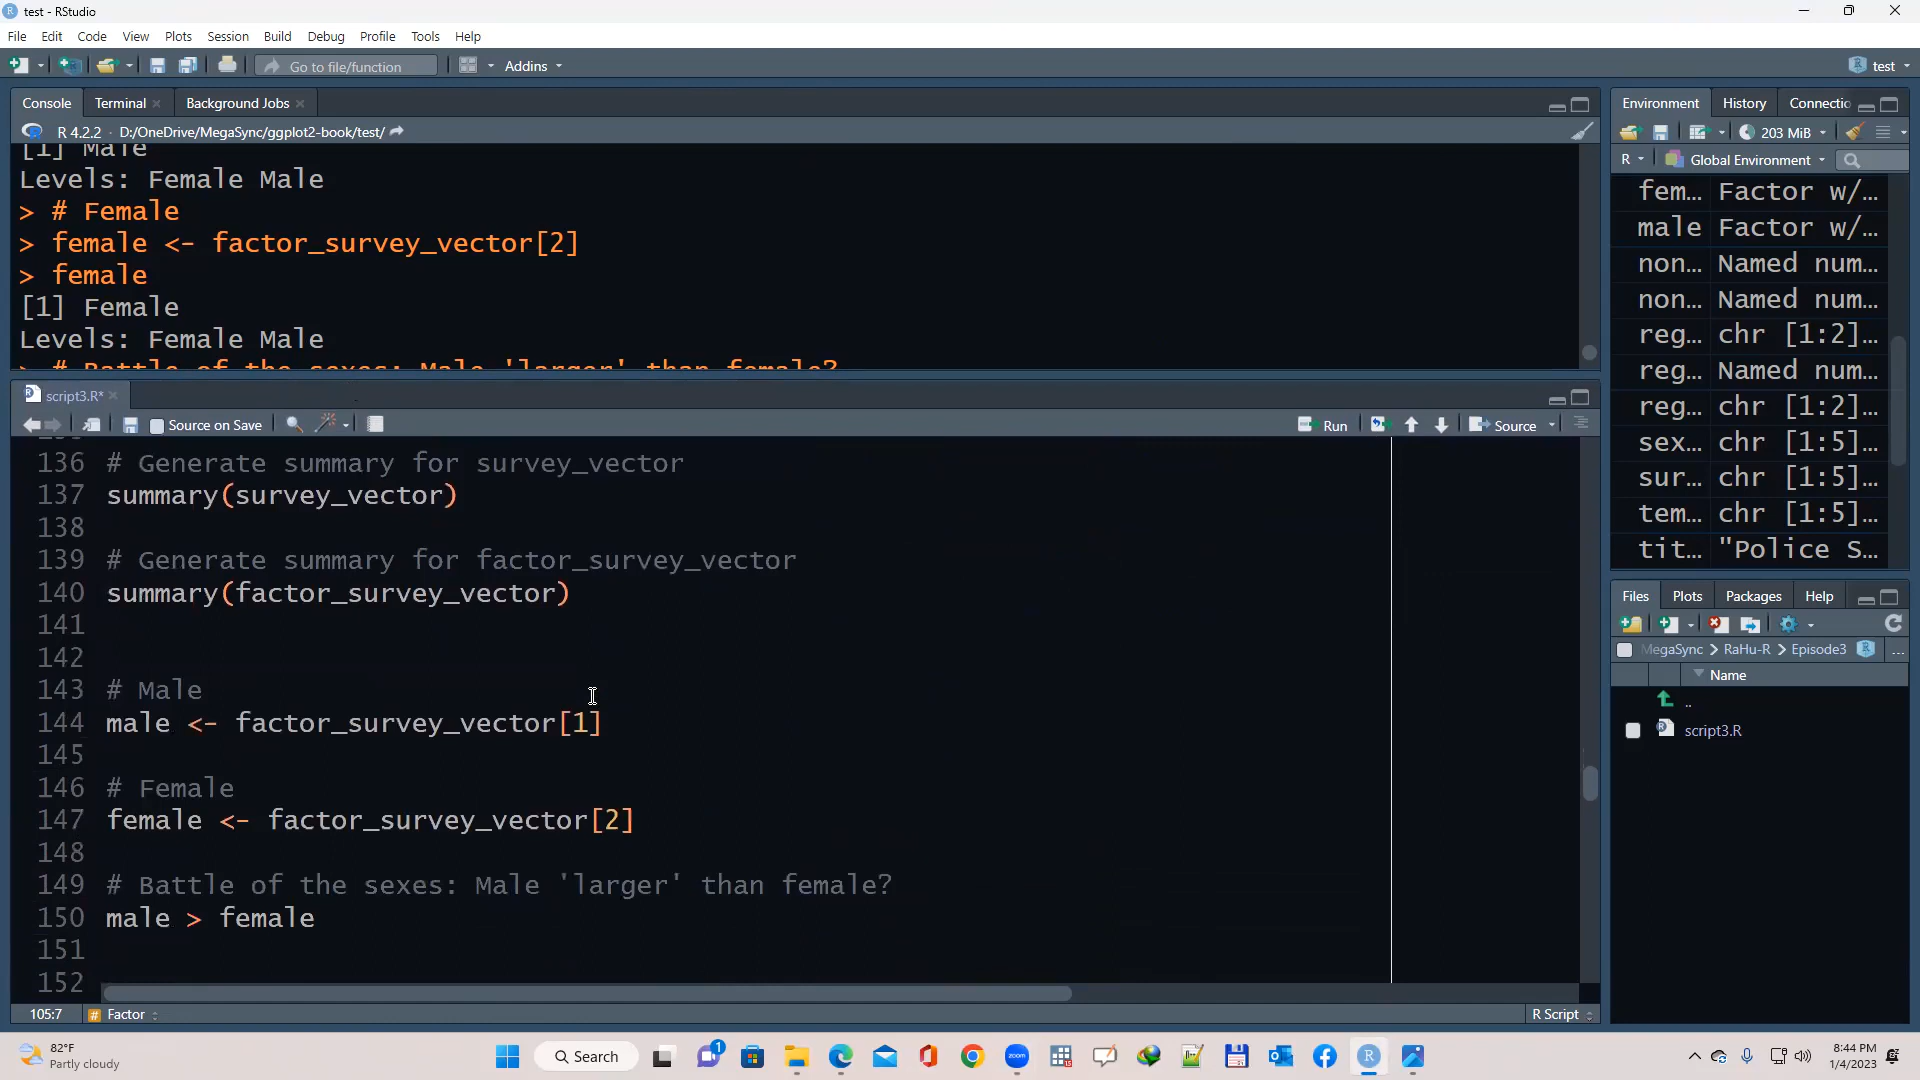 test - RStudio
File Edit Code View Plots Session Build Debug Profile Tools Help
Go to file/function Addins test
Console Terminal Background Jobs
R 4.2.2 · D:/OneDrive/MegaSync/ggplot2-book/test/
[1] Male
Levels: Female Male
> # Female
> female <- factor_survey_vector[2]
> female
[1] Female
Levels: Female Male
> # Battle of the sexes: Male 'larger' than female?
script3.R*
Source on Save Run Source
136 # Generate summary for survey_vector
137 summary(survey_vector)
138
139 # Generate summary for factor_survey_vector
140 summary(factor_survey_vector)
141
142
143 # Male
144 male <- factor_survey_vector[1]
145
146 # Female
147 female <- factor_survey_vector[2]
148
149 # Battle of the sexes: Male 'larger' than female?
150 male > female
151
152
105:7 # Factor R Script
Environment History Connectio
203 MiB
R Global Environment
fem... Factor w/...
male Factor w/...
non... Named num...
non... Named num...
reg... chr [1:2]...
reg... Named num...
reg... chr [1:2]...
sex... chr [1:5]...
sur... chr [1:5]...
tem... chr [1:5]...
tit... "Police S...
Files Plots Packages Help
MegaSync > RaHu-R > Episode3 ...
Name
..
script3.R
82°F
Partly cloudy
Search
1
zoom
8:44 PM
1/4/2023